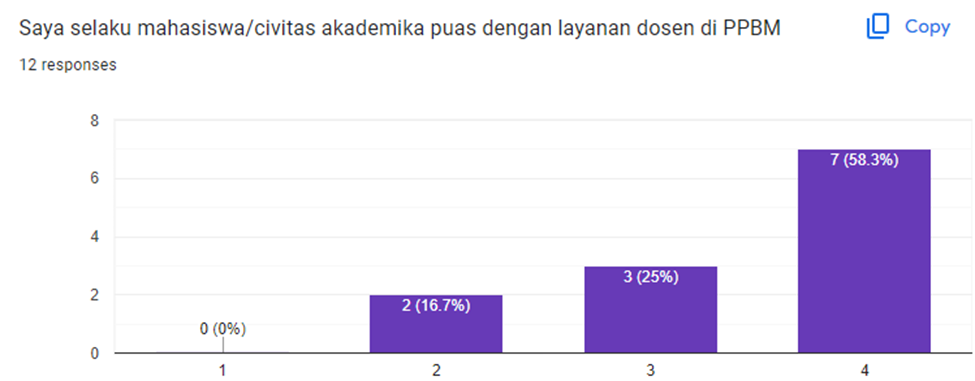 Saya selaku mahasiswa/civitas akademika puas dengan layanan dosen di PPBM
Copy
12 responses
8
6
4
2
0
0 (0%)
2 (16.7%)
3 (25%)
7 (58.3%)
1 2 3 4